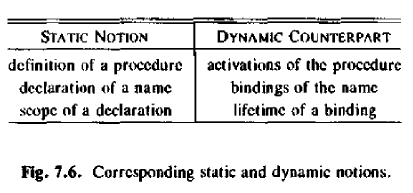 STATIC NOTION DYNAMIC COUNTERPART
definition of a procedure activations of the procedure
declaration of a name bindings of the name
scope of a declaration lifetime of a binding
Fig. 7.6. Corresponding static and dynamic notions.